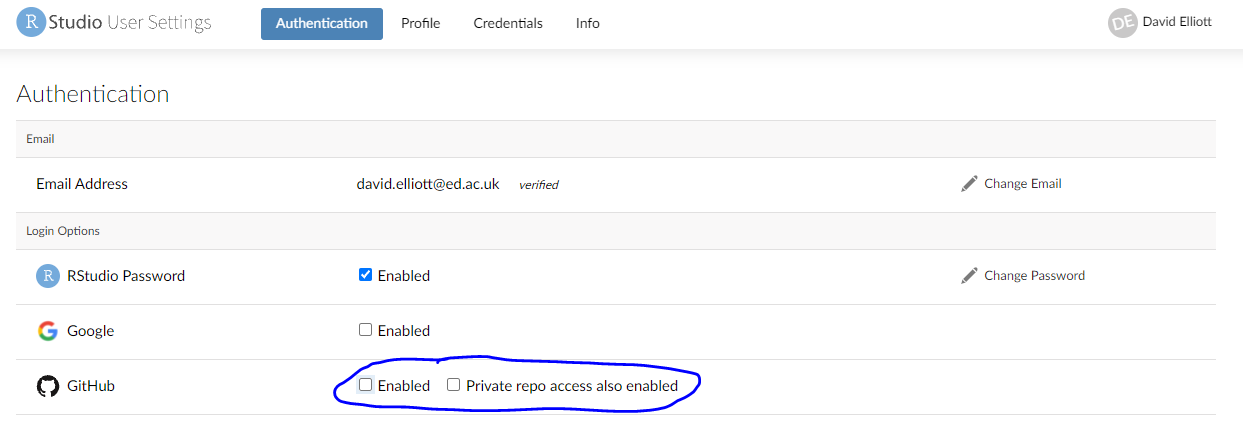 R Studio User Settings Authentication Profile Credentials Info DE David Elliott
Authentication
Email
Email Address david.elliott@ed.ac.uk verified Change Email
Login Options
R RStudio Password Enabled Change Password
Google Enabled
GitHub Enabled Private repo access also enabled